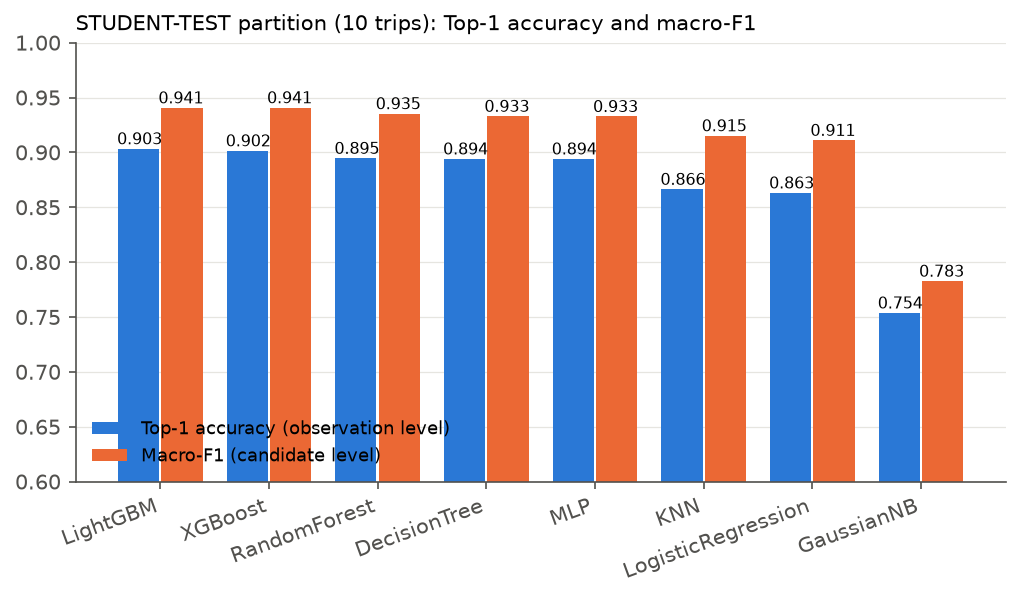 STUDENT-TEST partition (10 trips): Top-1 accuracy and macro-F1
1.00
0.95
0.90
0.85
0.80
0.75
0.70
0.65
0.60
0.903
0.941
0.902
0.941
0.895
0.935
0.894
0.933
0.894
0.933
0.866
0.915
0.863
0.911
0.754
0.783
Top-1 accuracy (observation level)
Macro-F1 (candidate level)
LightGBM
XGBoost
RandomForest
DecisionTree
MLP
KNN
LogisticRegression
GaussianNB